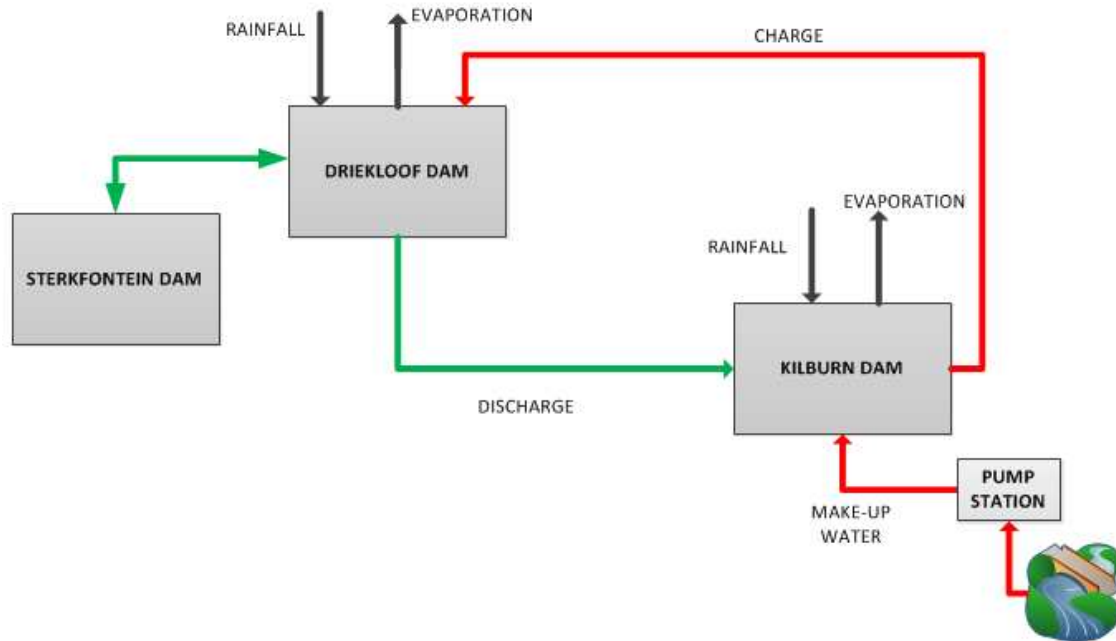 EVAPORATION
RAINFALL
CHARGE
DRIEKLOOF DAM
STERKFONTEIN DAM
EVAPORATION
RAINFALL
KILBURN DAM
DISCHARGE
PUMP
STATION
MAKE-UP
WATER